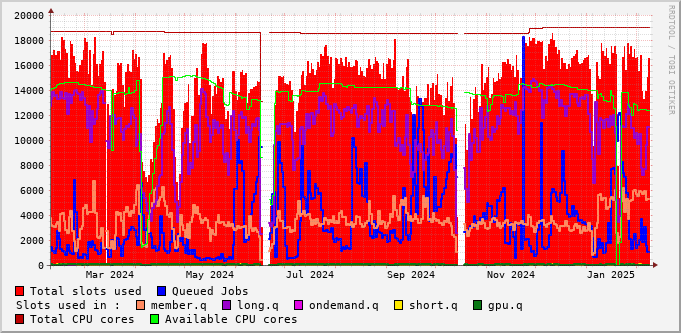 20000
18000
16000
14000
12000
10000
8000
6000
4000
2000
0
Mar 2024 May 2024 Jul 2024 Sep 2024 Nov 2024 Jan 2025
RRDTOOL / TOBI OETIKER
Total slots used Queued Jobs
Slots used in : member.q long.q ondemand.q short.q gpu.q
Total CPU cores Available CPU cores